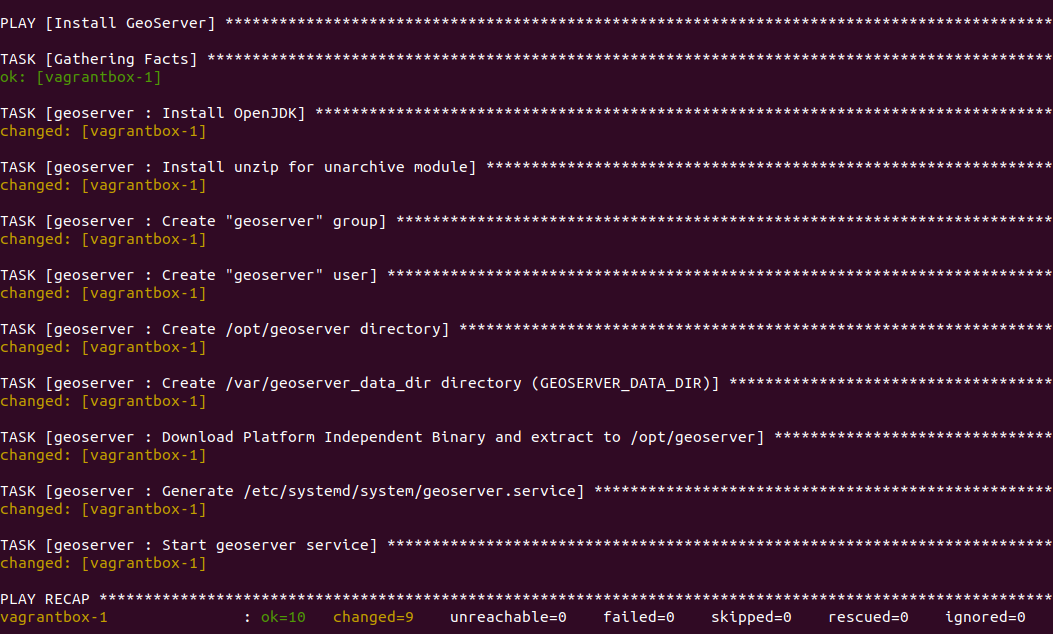 PLAY [Install GeoServer] ********************************************************************************************
TASK [Gathering Facts] **********************************************************************************************
ok: [vagrantbox-1]
TASK [geoserver : Install OpenJDK] **********************************************************************************
changed: [vagrantbox-1]
TASK [geoserver : Install unzip for unarchive module] ***************************************************************
changed: [vagrantbox-1]
TASK [geoserver : Create "geoserver" group] *************************************************************************
changed: [vagrantbox-1]
TASK [geoserver : Create "geoserver" user] **************************************************************************
changed: [vagrantbox-1]
TASK [geoserver : Create /opt/geoserver directory] ******************************************************************
changed: [vagrantbox-1]
TASK [geoserver : Create /var/geoserver_data_dir directory (GEOSERVER_DATA_DIR)] ************************************
changed: [vagrantbox-1]
TASK [geoserver : Download Platform Independent Binary and extract to /opt/geoserver] *******************************
changed: [vagrantbox-1]
TASK [geoserver : Generate /etc/systemd/system/geoserver.service] ***************************************************
changed: [vagrantbox-1]
TASK [geoserver : Start geoserver service] **************************************************************************
changed: [vagrantbox-1]
PLAY RECAP **********************************************************************************************************
vagrantbox-1               : ok=10   changed=9    unreachable=0    failed=0    skipped=0    rescued=0    ignored=0